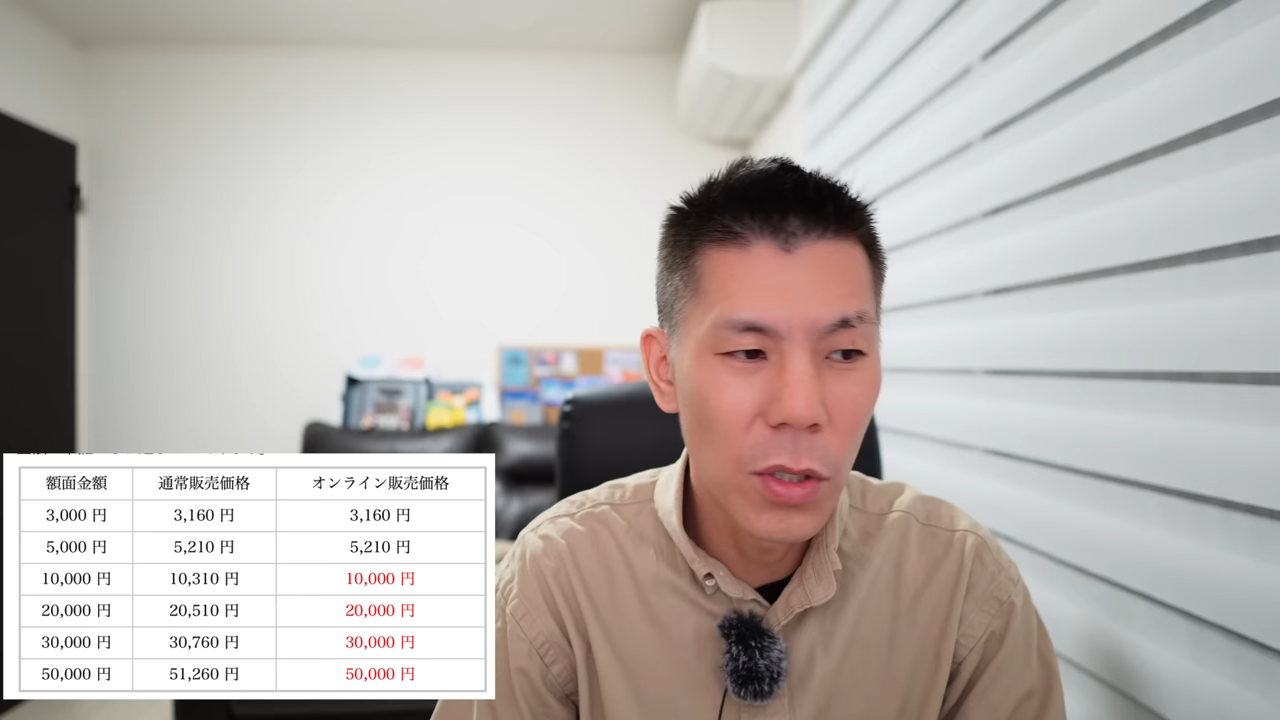 額面金額 通常販売価格 オンライン販売価格
3,000 円 3,160 円 3,160 円
5,000 円 5,210 円 5,210 円
10,000 円 10,310 円 10,000 円
20,000 円 20,510 円 20,000 円
30,000 円 30,760 円 30,000 円
50,000 円 51,260 円 50,000 円